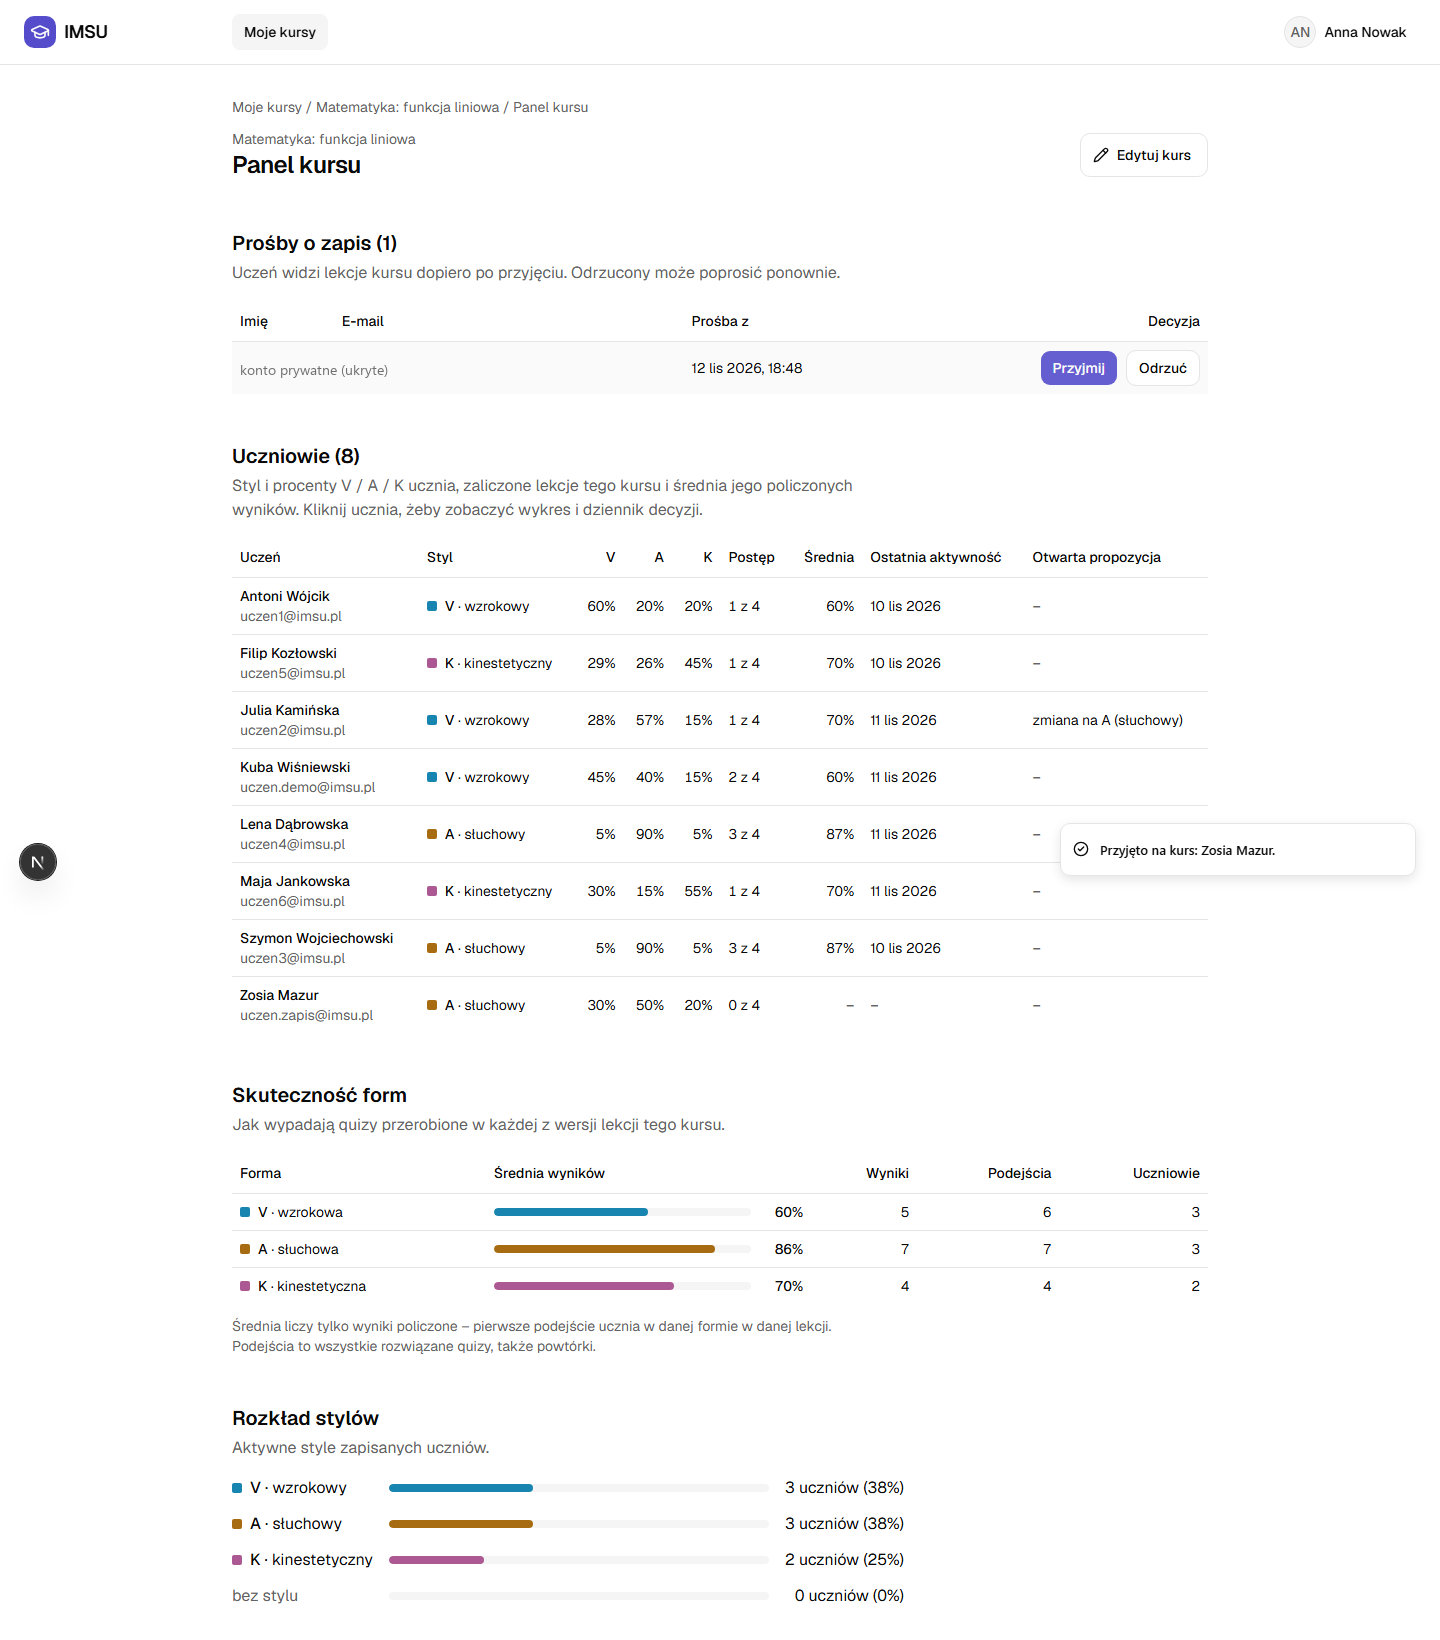 IMSU
Moje kursy
AN Anna Nowak
Moje kursy / Matematyka: funkcja liniowa / Panel kursu
Matematyka: funkcja liniowa
Panel kursu
Edytuj kurs
Prośby o zapis (1)
Uczeń widzi lekcje kursu dopiero po przyjęciu. Odrzucony może poprosić ponownie.
Imię E-mail Prośba z Decyzja
konto prywatne (ukryte) 12 lis 2026, 18:48 Przyjmij Odrzuć
Uczniowie (8)
Styl i procenty V / A / K ucznia, zaliczone lekcje tego kursu i średnia jego policzonych
wyników. Kliknij ucznia, żeby zobaczyć wykres i dziennik decyzji.
Uczeń Styl V A K Postęp Średnia Ostatnia aktywność Otwarta propozycja
Antoni Wójcik
uczen1@imsu.pl
V · wzrokowy 60% 20% 20% 1 z 4 60% 10 lis 2026 –
Filip Kozłowski
uczen5@imsu.pl
K · kinestetyczny 29% 26% 45% 1 z 4 70% 10 lis 2026 –
Julia Kamińska
uczen2@imsu.pl
V · wzrokowy 28% 57% 15% 1 z 4 70% 11 lis 2026 zmiana na A (słuchowy)
Kuba Wiśniewski
uczen.demo@imsu.pl
V · wzrokowy 45% 40% 15% 2 z 4 60% 11 lis 2026 –
Lena Dąbrowska
uczen4@imsu.pl
A · słuchowy 5% 90% 5% 3 z 4 87% 11 lis 2026 –
Przyjęto na kurs: Zosia Mazur.
N
Maja Jankowska
uczen6@imsu.pl
K · kinestetyczny 30% 15% 55% 1 z 4 70% 11 lis 2026 –
Szymon Wojciechowski
uczen3@imsu.pl
A · słuchowy 5% 90% 5% 3 z 4 87% 10 lis 2026 –
Zosia Mazur
uczen.zapis@imsu.pl
A · słuchowy 30% 50% 20% 0 z 4 – – –
Skuteczność form
Jak wypadają quizy przerobione w każdej z wersji lekcji tego kursu.
Forma Średnia wyników Wyniki Podejścia Uczniowie
V · wzrokowa 60% 5 6 3
A · słuchowa 86% 7 7 3
K · kinestetyczna 70% 4 4 2
Średnia liczy tylko wyniki policzone – pierwsze podejście ucznia w danej formie w danej lekcji.
Podejścia to wszystkie rozwiązane quizy, także powtórki.
Rozkład stylów
Aktywne style zapisanych uczniów.
V · wzrokowy 3 uczniów (38%)
A · słuchowy 3 uczniów (38%)
K · kinestetyczny 2 uczniów (25%)
bez stylu 0 uczniów (0%)